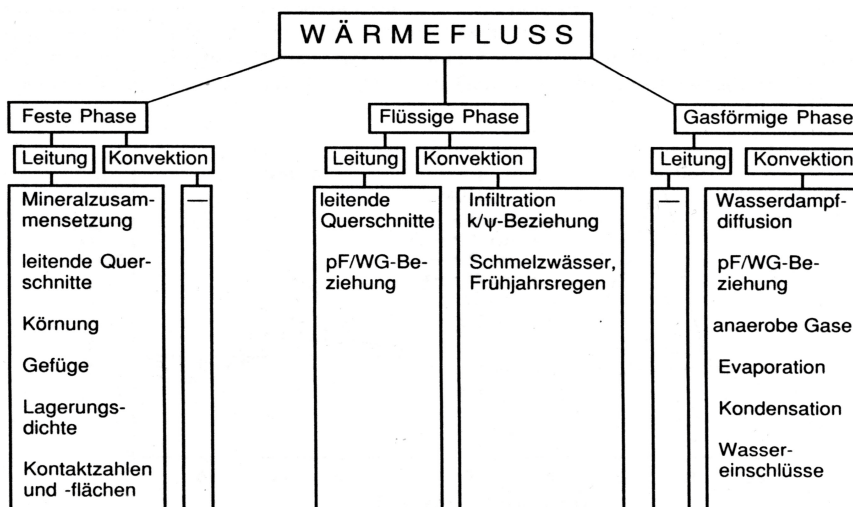 WÄRMEFLUSS
Feste Phase
Flüssige Phase
Gasförmige Phase
Leitung
Konvektion
Leitung
Konvektion
Leitung
Konvektion
Mineralzusam-
mensetzung
leitende Quer-
schnitte
Körnung
Gefüge
Lagerungs-
dichte
Kontaktzahlen
und -flächen
—
leitende
Querschnitte
pF/WG-Be-
ziehung
Infiltration
k/ψ-Beziehung
Schmelzwässer,
Frühjahrsregen
—
Wasserdampf-
diffusion
pF/WG-Be-
ziehung
anaerobe Gase
Evaporation
Kondensation
Wasser-
einschlüsse